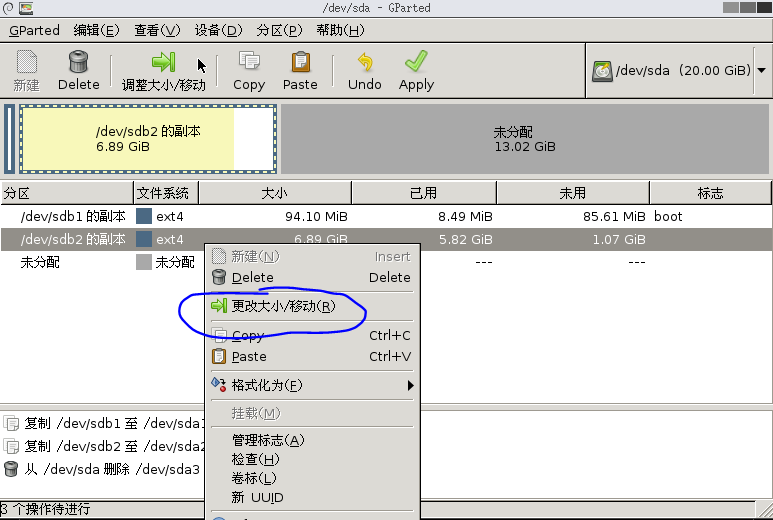 /dev/sda - GParted
GParted 编辑(E) 查看(V) 设备(D) 分区(P) 帮助(H)
新建 Delete 调整大小/移动 Copy Paste Undo Apply /dev/sda (20.00 GiB)
/dev/sdb2 的副本
6.89 GiB
未分配
13.02 GiB
分区 文件系统 大小 已用 未用 标志
/dev/sdb1 的副本 ext4 94.10 MiB 8.49 MiB 85.61 MiB boot
/dev/sdb2 的副本 ext4 6.89 GiB 5.82 GiB 1.07 GiB
未分配 未分配 --- ---
新建(N) Insert
Delete Delete
更改大小/移动(R)
Copy Ctrl+C
Paste Ctrl+V
格式化为(F)
挂载(M)
管理标志(A)
检查(H)
卷标(L)
新 UUID
复制 /dev/sdb1 至 /dev/sda1
复制 /dev/sdb2 至 /dev/sda2
从 /dev/sda 删除 /dev/sda3
3 个操作待进行